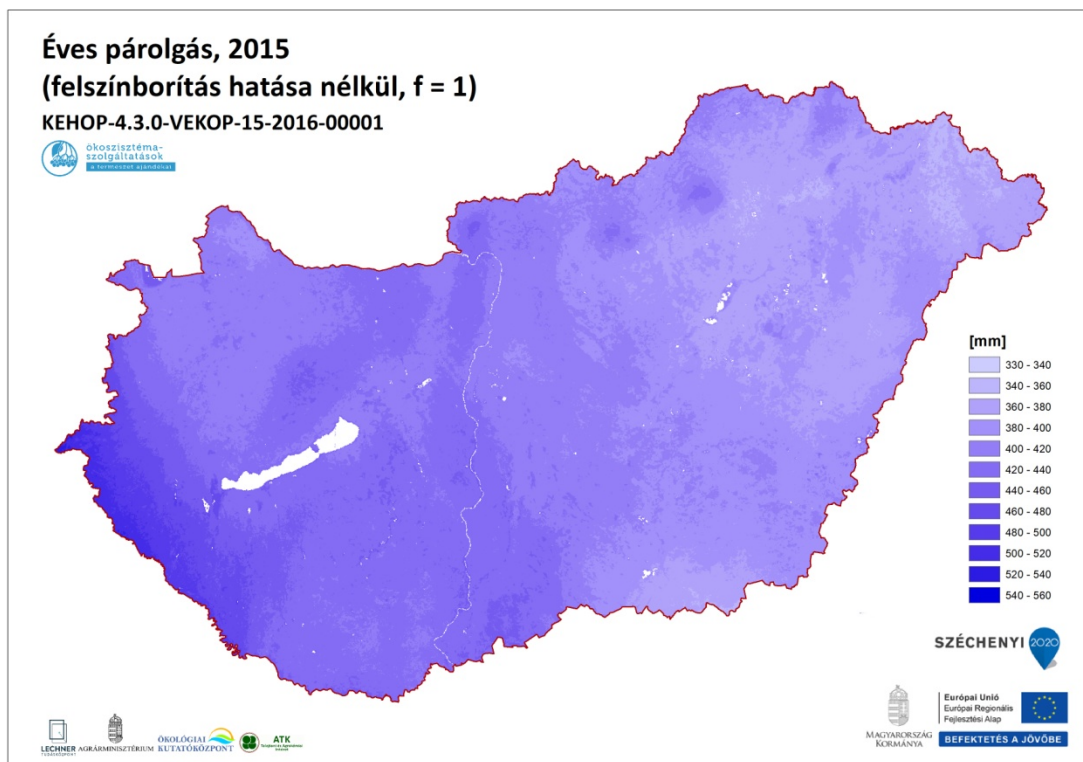 Éves párolgás, 2015
(felszínborítás hatása nélkül, f = 1)
KEHOP-4.3.0-VEKOP-15-2016-00001
ökoszisztéma-
szolgáltatások
a természet ajándékai
[mm]
330 - 340
340 - 360
360 - 380
380 - 400
400 - 420
420 - 440
440 - 460
460 - 480
480 - 500
500 - 520
520 - 540
540 - 560
SZÉCHENYI 2020
MAGYARORSZÁG
KORMÁNYA
Európai Unió
Európai Regionális
Fejlesztési Alap
BEFEKTETÉS A JÖVŐBE
LECHNER
TUDÁSKÖZPONT
AGRÁRMINISZTÉRIUM
ÖKOLÓGIAI
KUTATÓKÖZPONT
ATK